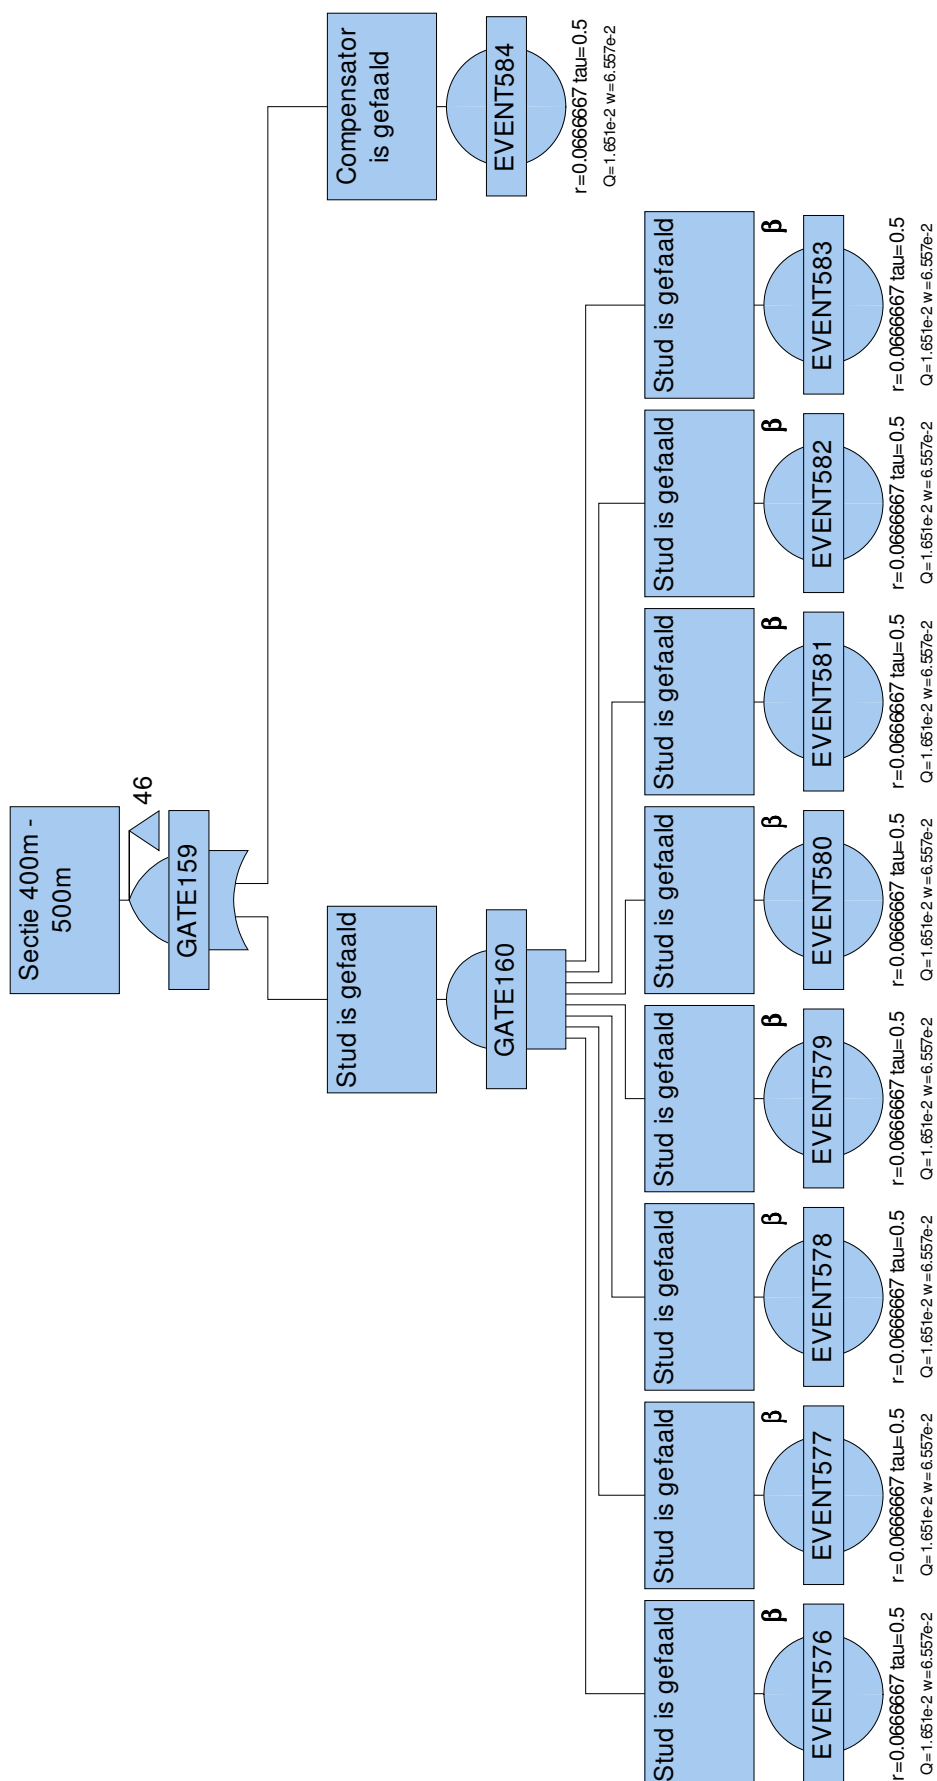 Sectie 400m -
500m
46
GATE159
Stud is gefaald
GATE160
Compensator
is gefaald
EVENT584
r=0.0666667 tau=0.5
Q=1.651e-2 w=6.557e-2
Stud is gefaald
β
EVENT576
r=0.0666667 tau=0.5
Q=1.651e-2 w=6.557e-2
Stud is gefaald
β
EVENT577
r=0.0666667 tau=0.5
Q=1.651e-2 w=6.557e-2
Stud is gefaald
β
EVENT578
r=0.0666667 tau=0.5
Q=1.651e-2 w=6.557e-2
Stud is gefaald
β
EVENT579
r=0.0666667 tau=0.5
Q=1.651e-2 w=6.557e-2
Stud is gefaald
β
EVENT580
r=0.0666667 tau=0.5
Q=1.651e-2 w=6.557e-2
Stud is gefaald
β
EVENT581
r=0.0666667 tau=0.5
Q=1.651e-2 w=6.557e-2
Stud is gefaald
β
EVENT582
r=0.0666667 tau=0.5
Q=1.651e-2 w=6.557e-2
Stud is gefaald
β
EVENT583
r=0.0666667 tau=0.5
Q=1.651e-2 w=6.557e-2